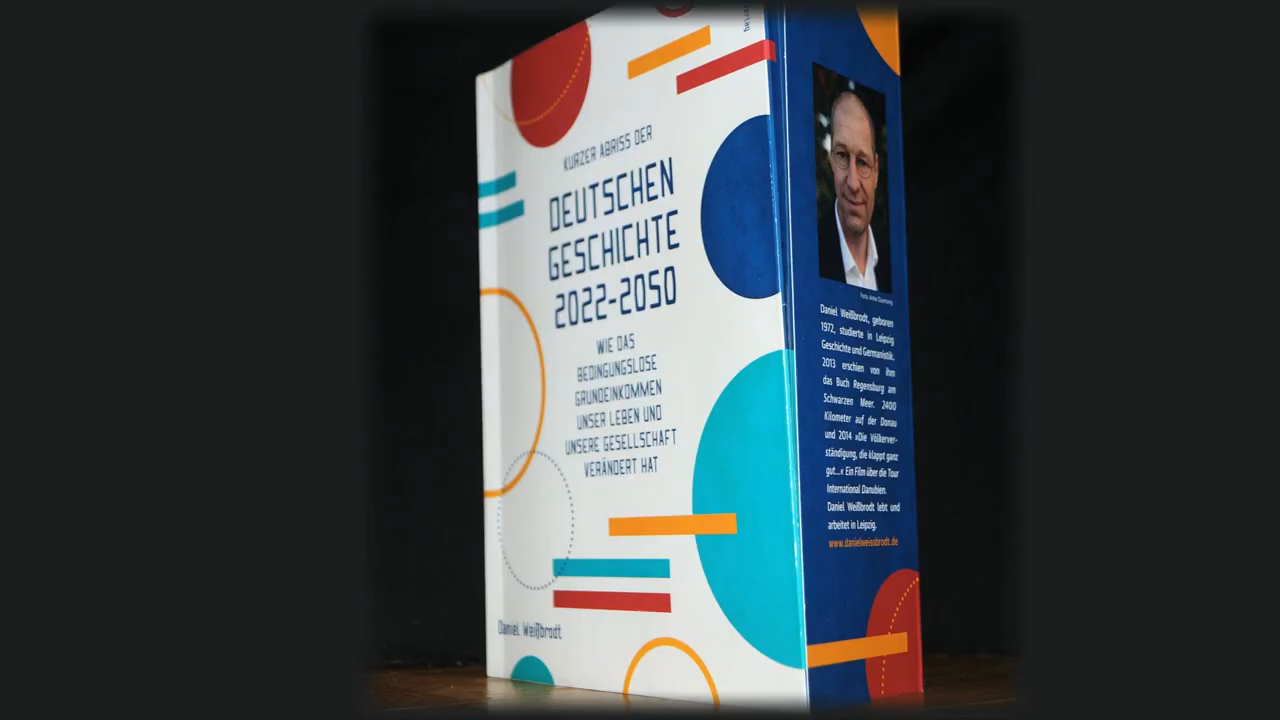 KURZER ABRISS DER
DEUTSCHEN
GESCHICHTE
2022-2050
WIE DAS
BEDINGUNGSLOSE
GRUNDEINKOMMEN
UNSER LEBEN UND
UNSERE GESELLSCHAFT
VERÄNDERT HAT
Daniel Weißbrodt
Daniel Weißbrodt, geboren
1972, studierte in Leipzig
Geschichte und Germanistik.
2013 erschien von ihm
das Buch Regensburg am
Schwarzen Meer. 2400
Kilometer auf der Donau
und 2014 »Die Völkerver-
ständigung, die klappt ganz
gut...« Ein Film über die Tour
International Danubien.
Daniel Weißbrodt lebt und
arbeitet in Leipzig.
www.danielweissbrodt.de